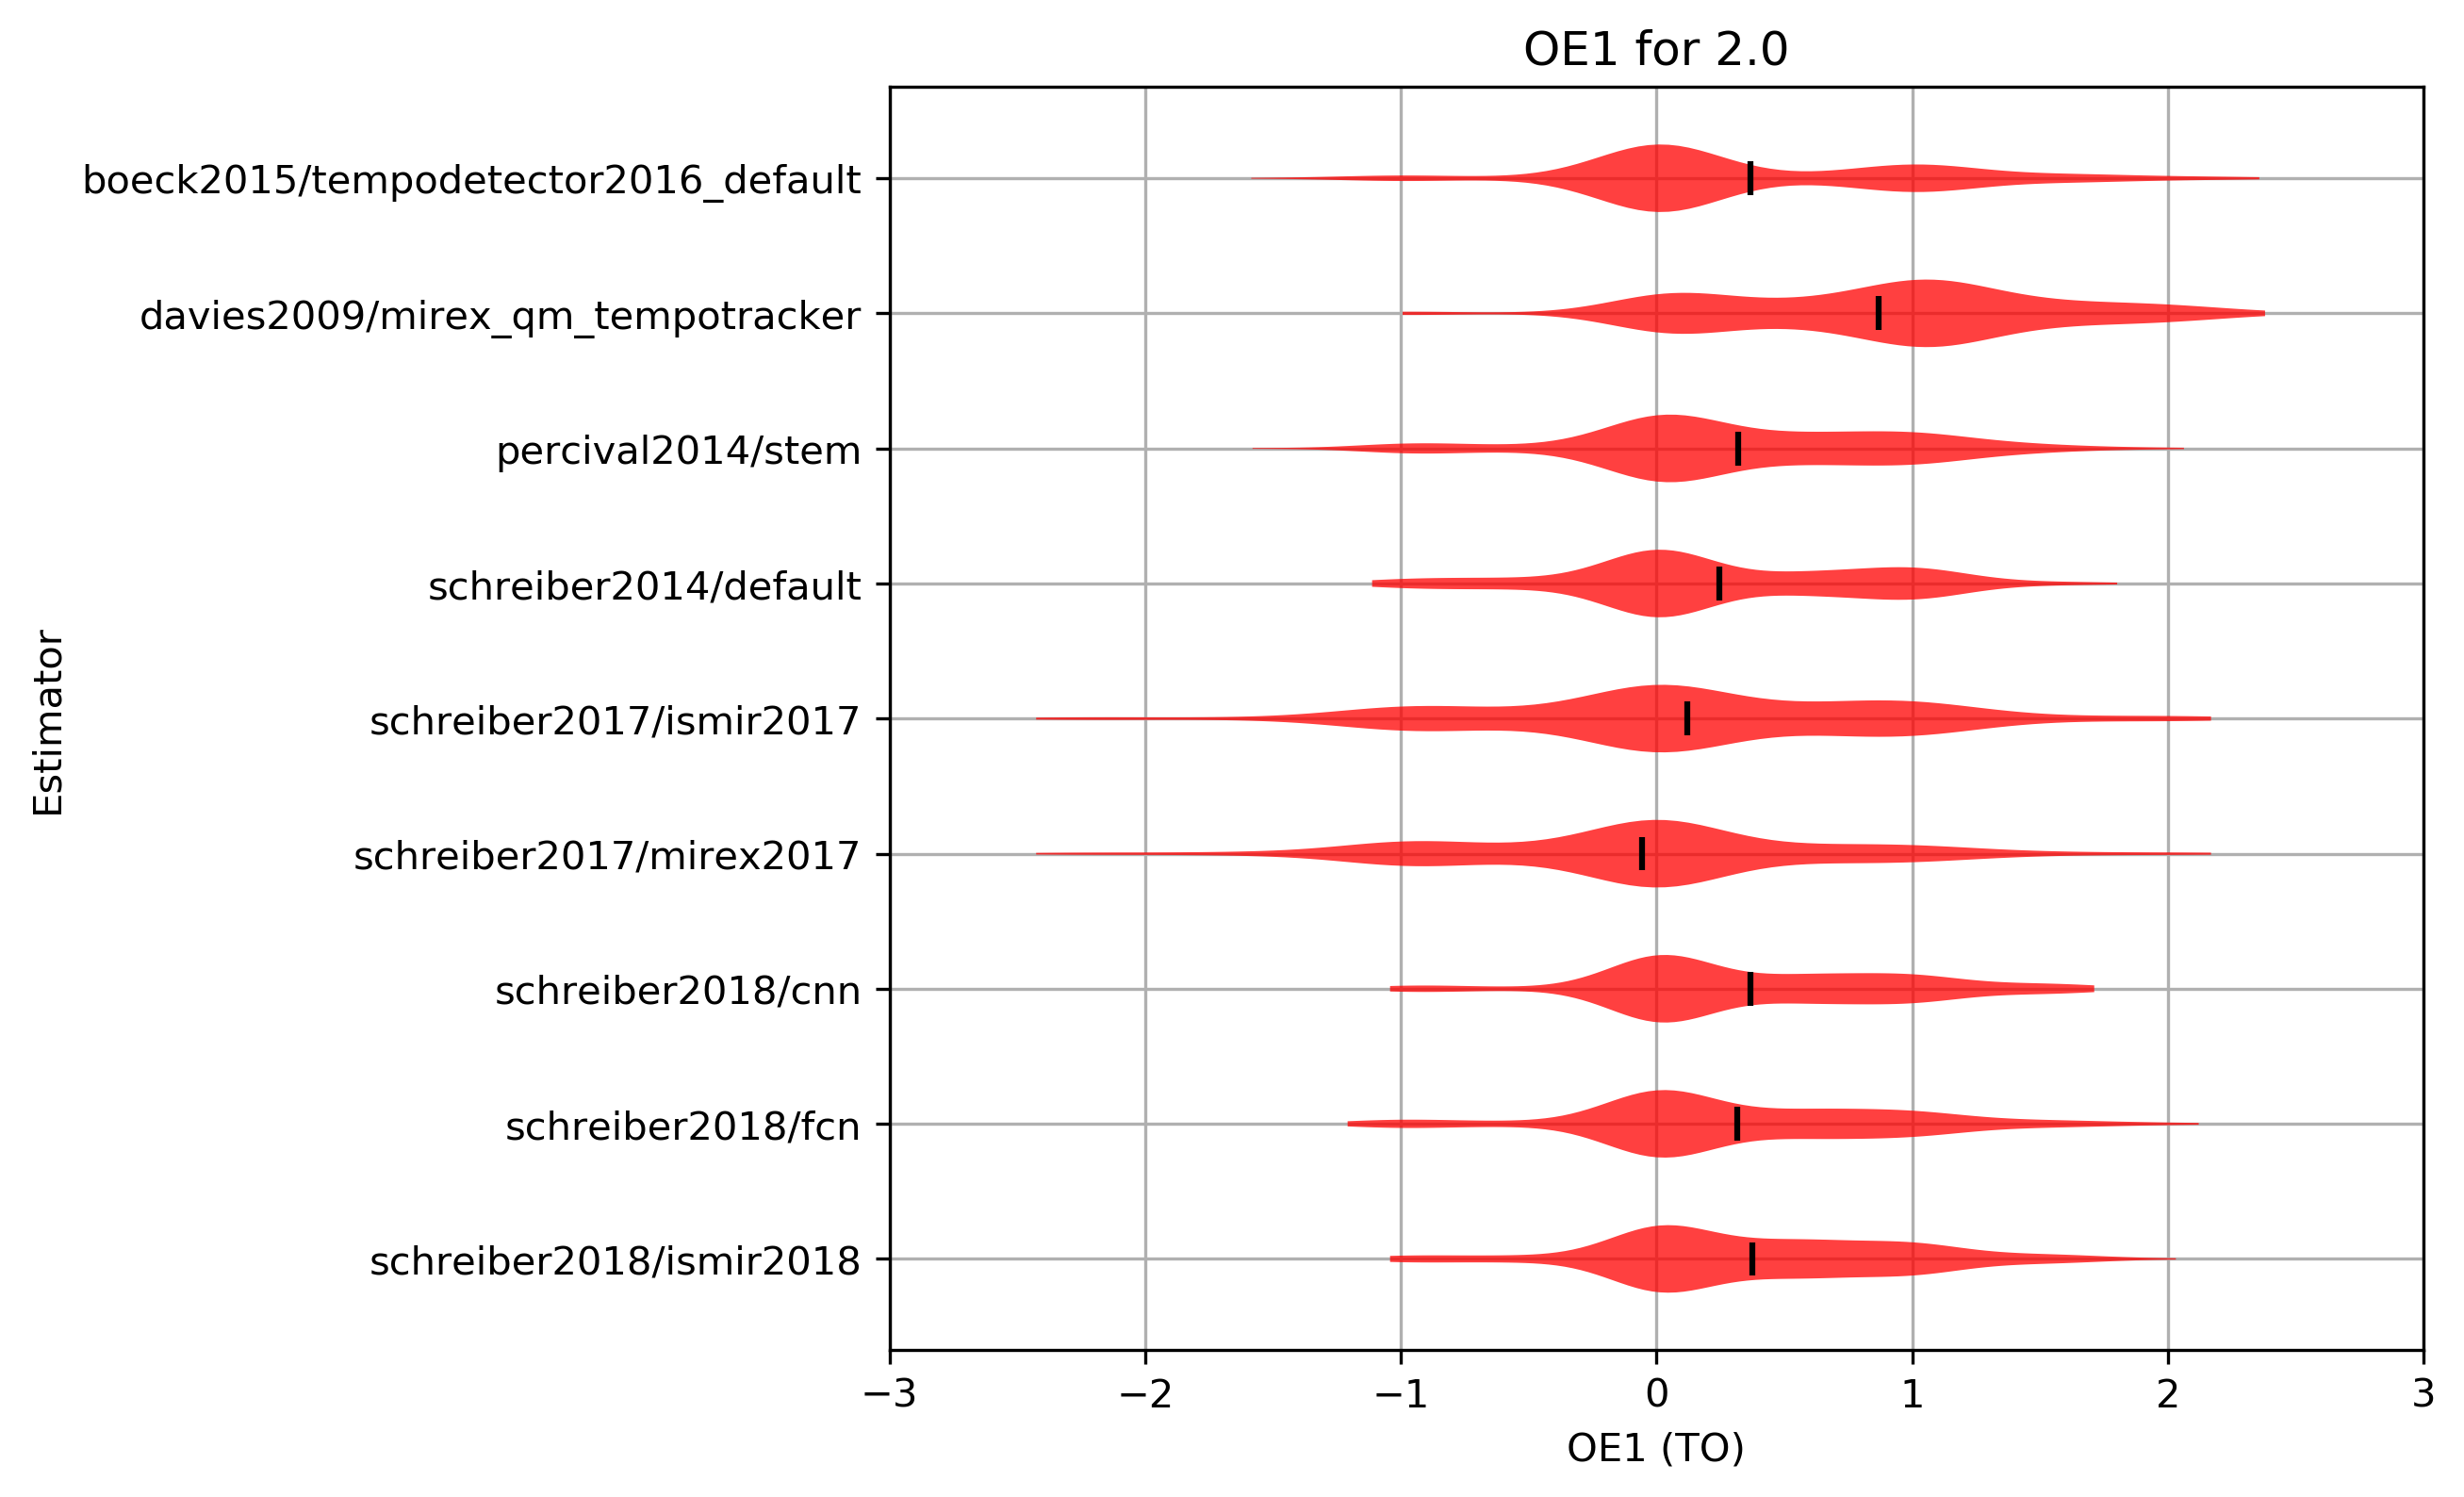 OE1 for 2.0
boeck2015/tempodetector2016_default
davies2009/mirex_qm_tempotracker
percival2014/stem
schreiber2014/default
schreiber2017/ismir2017
schreiber2017/mirex2017
schreiber2018/cnn
schreiber2018/fcn
schreiber2018/ismir2018
Estimator
−3 −2 −1 0 1 2 3
OE1 (TO)